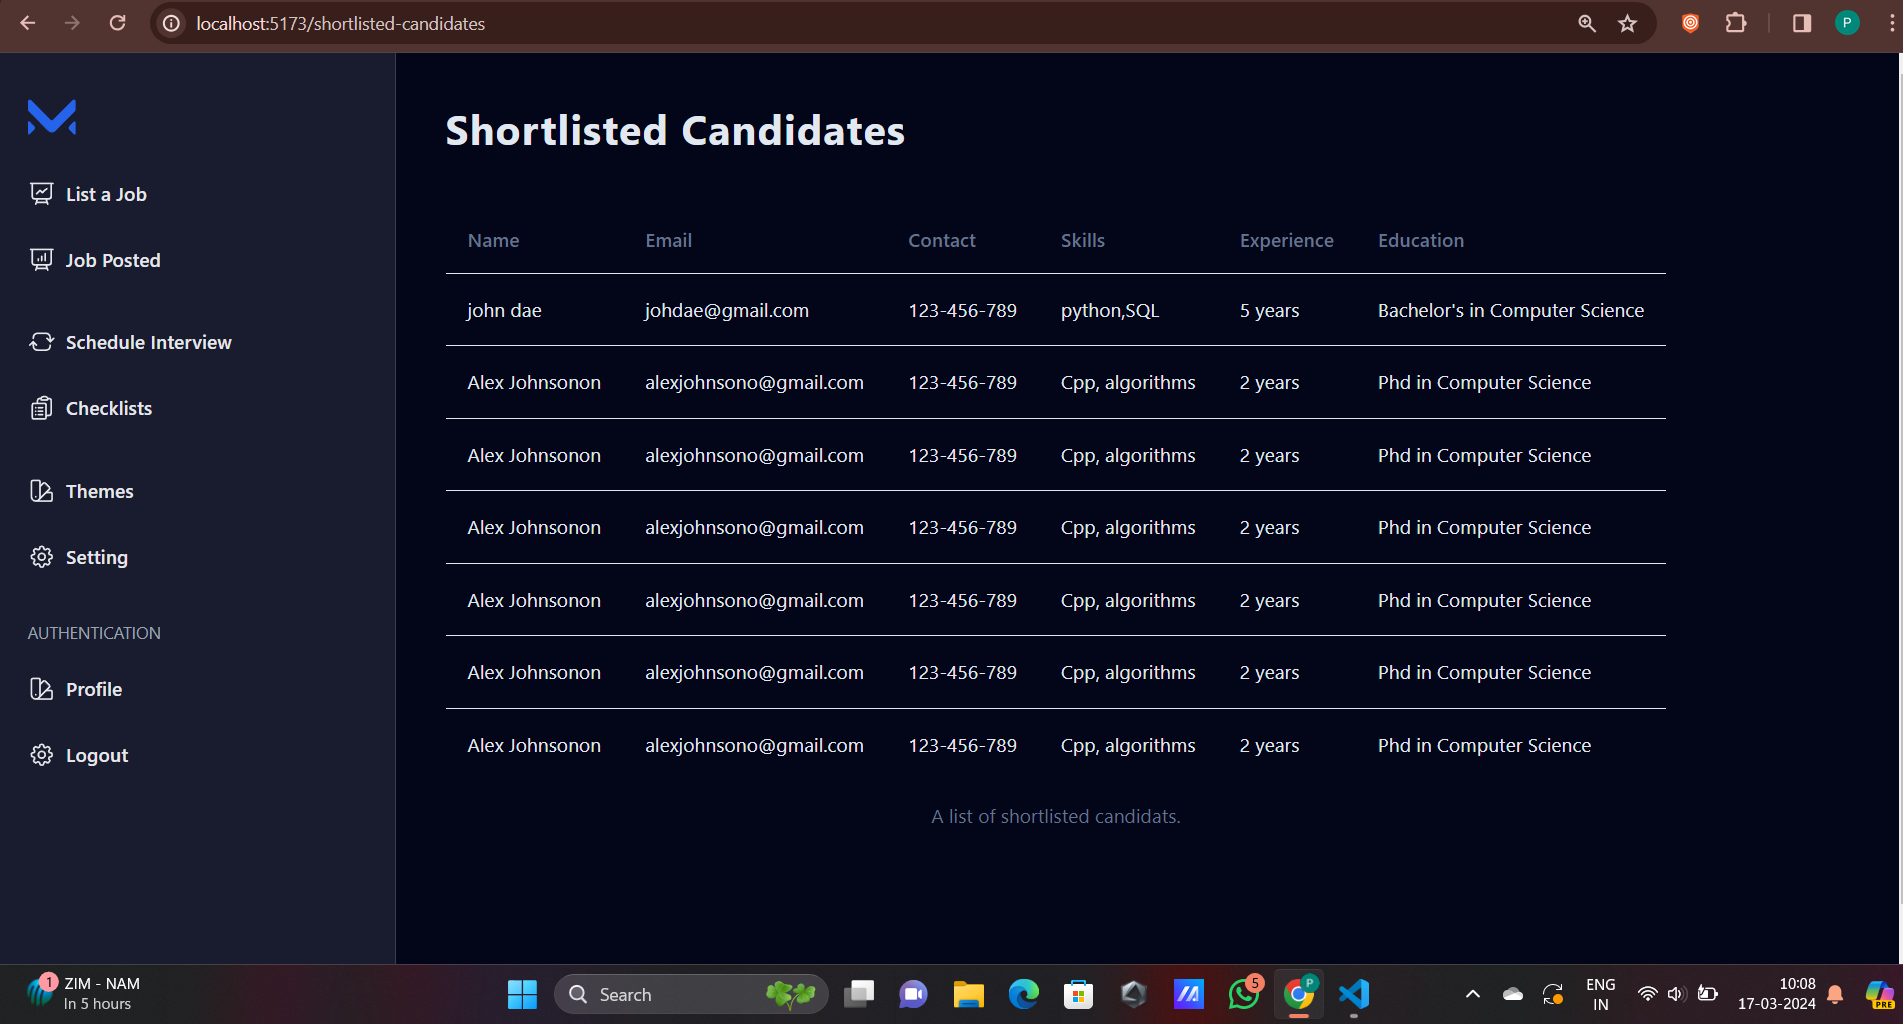 localhost:5173/shortlisted-candidates
P
List a Job
Job Posted
Schedule Interview
Checklists
Themes
Setting
AUTHENTICATION
Profile
Logout
Shortlisted Candidates
Name Email Contact Skills Experience Education
john dae johdae@gmail.com 123-456-789 python,SQL 5 years Bachelor's in Computer Science
Alex Johnsonon alexjohnsono@gmail.com 123-456-789 Cpp, algorithms 2 years Phd in Computer Science
Alex Johnsonon alexjohnsono@gmail.com 123-456-789 Cpp, algorithms 2 years Phd in Computer Science
Alex Johnsonon alexjohnsono@gmail.com 123-456-789 Cpp, algorithms 2 years Phd in Computer Science
Alex Johnsonon alexjohnsono@gmail.com 123-456-789 Cpp, algorithms 2 years Phd in Computer Science
Alex Johnsonon alexjohnsono@gmail.com 123-456-789 Cpp, algorithms 2 years Phd in Computer Science
Alex Johnsonon alexjohnsono@gmail.com 123-456-789 Cpp, algorithms 2 years Phd in Computer Science
A list of shortlisted candidats.
1
ZIM - NAM
In 5 hours
Search
5
P
ENG
IN
10:08
17-03-2024
PRE